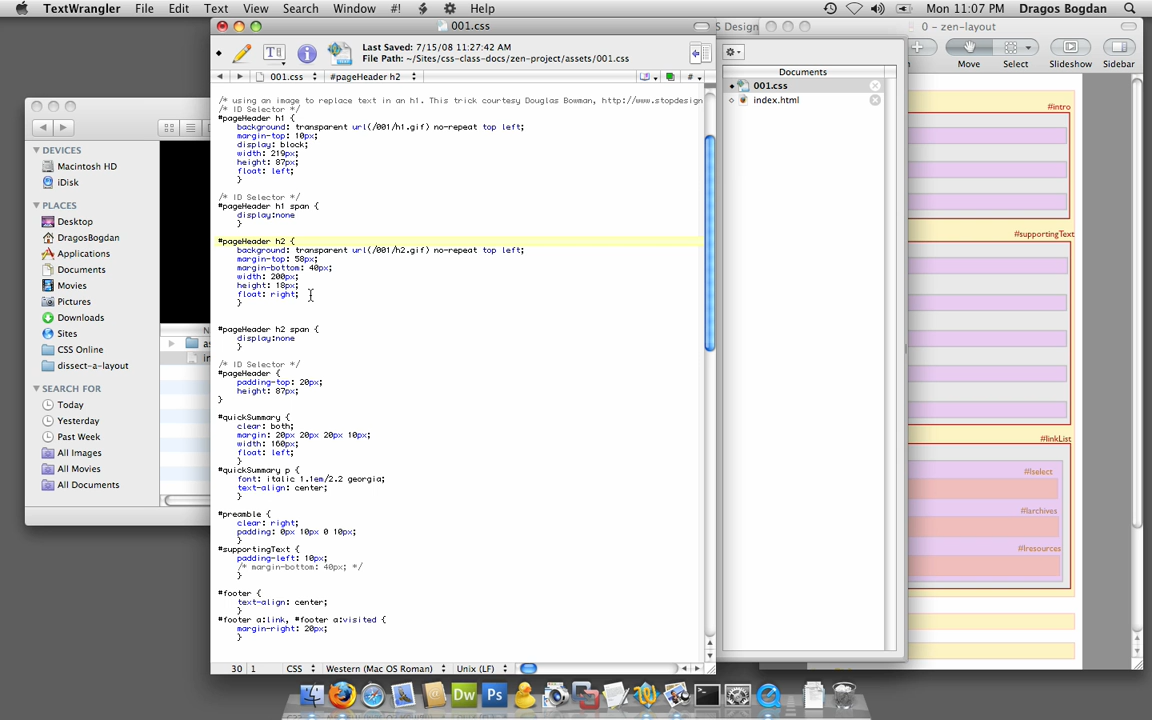 TextWrangler File Edit Text View Search Window #! Help Mon 11:07 PM Dragos Bogdan
001.css
S Design
0 – zen-layout
Last Saved: 7/15/08 11:27:42 AM
File Path: ~/Sites/css-class-docs/zen-project/assets/001.css
Move Select Slideshow Sidebar
001.css #pageHeader h2
Documents
001.css
index.html
DEVICES
Macintosh HD
iDisk
PLACES
Desktop
DragosBogdan
Applications
Documents
Movies
Pictures
Downloads
Sites
CSS Online
dissect-a-layout
SEARCH FOR
Today
Yesterday
Past Week
All Images
All Movies
All Documents
/* using an image to replace text in an h1. This trick courtesy Douglas Bowman, http://www.stopdesign
/* ID Selector */
#pageHeader h1 {
background: transparent url(/001/h1.gif) no-repeat top left;
margin-top: 10px;
display: block;
width: 219px;
height: 87px;
float: left;
}
/* ID Selector */
#pageHeader h1 span {
display:none
}
#pageHeader h2 {
background: transparent url(/001/h2.gif) no-repeat top left;
margin-top: 58px;
margin-bottom: 40px;
width: 200px;
height: 18px;
float: right;
}
#pageHeader h2 span {
display:none
}
/* ID Selector */
#pageHeader {
padding-top: 20px;
height: 87px;
}
#quickSummary {
clear: both;
margin: 20px 20px 20px 10px;
width: 160px;
float: left;
}
#quickSummary p {
font: italic 1.1em/2.2 georgia;
text-align: center;
}
#preamble {
clear: right;
padding: 0px 10px 0 10px;
}
#supportingText {
padding-left: 10px;
/* margin-bottom: 40px; */
}
#footer {
text-align: center;
}
#footer a:link, #footer a:visited {
margin-right: 20px;
}
30 1 CSS Western (Mac OS Roman) Unix (LF)
#intro
#supportingText
#linkList
#lselect
#larchives
#lresources
Dw Ps